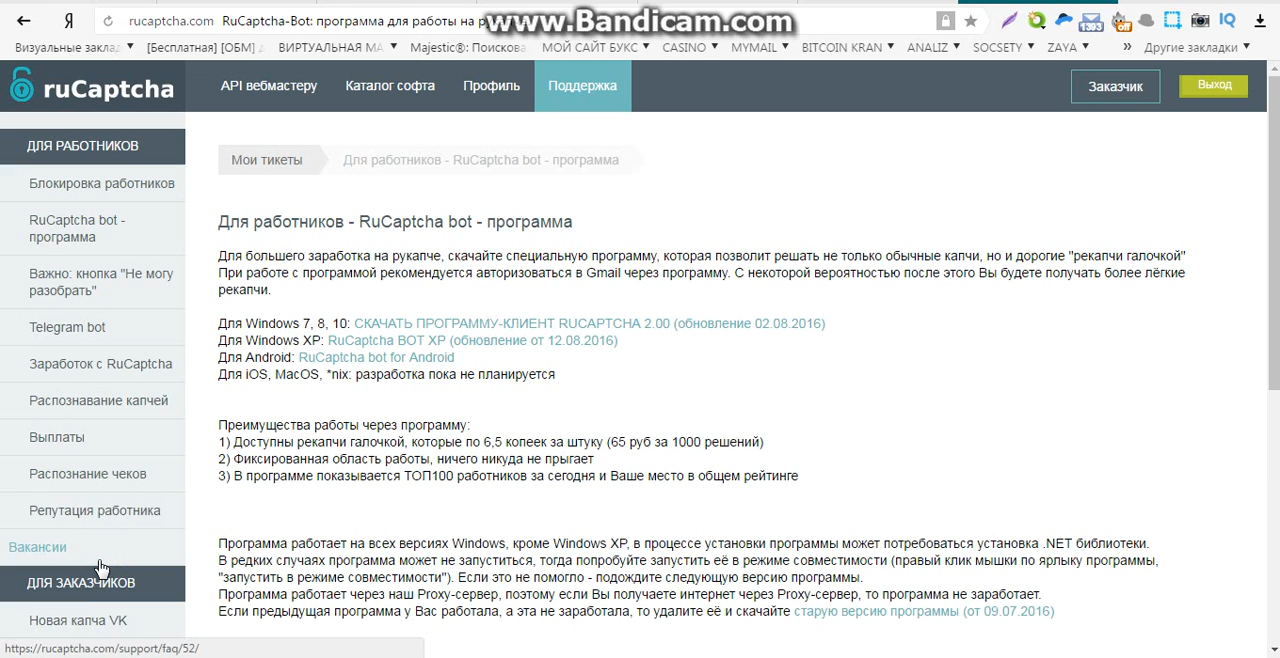 Я
rucaptcha.com RuCaptcha-Bot: программа для работы на
www.Bandicam.com
1393
off
IQ
Визуальные заклад
[Бесплатная] [ОБМ]
ВИРТУАЛЬНАЯ МА
Majestic®: Поискова
МОЙ САЙТ БУКС
CASINO
MYMAIL
BITCOIN KRAN
ANALIZ
SOCSETY
ZAYA
»
Другие закладки
ruCaptcha
API вебмастеру
Каталог софта
Профиль
Поддержка
Заказчик
Выход
ДЛЯ РАБОТНИКОВ
Блокировка работников
RuCaptcha bot -
программа
Важно: кнопка "Не могу
разобрать"
Telegram bot
Заработок с RuCaptcha
Распознавание капчей
Выплаты
Распознание чеков
Репутация работника
Вакансии
ДЛЯ ЗАКАЗЧИКОВ
Новая капча VK
https://rucaptcha.com/support/faq/52/
Мои тикеты
Для работников - RuCaptcha bot - программа
Для работников - RuCaptcha bot - программа
Для большего заработка на рукапче, скачайте специальную программу, которая позволит решать не только обычные капчи, но и дорогие "рекапчи галочкой"
При работе с программой рекомендуется авторизоваться в Gmail через программу. С некоторой вероятностью после этого Вы будете получать более лёгкие
рекапчи.
Для Windows 7, 8, 10: СКАЧАТЬ ПРОГРАММУ-КЛИЕНТ RUCAPTCHA 2.00 (обновление 02.08.2016)
Для Windows XP: RuCaptcha BOT XP (обновление от 12.08.2016)
Для Android: RuCaptcha bot for Android
Для iOS, MacOS, *nix: разработка пока не планируется
Преимущества работы через программу:
1) Доступны рекапчи галочкой, которые по 6,5 копеек за штуку (65 руб за 1000 решений)
2) Фиксированная область работы, ничего никуда не прыгает
3) В программе показывается ТОП100 работников за сегодня и Ваше место в общем рейтинге
Программа работает на всех версиях Windows, кроме Windows XP, в процессе установки программы может потребоваться установка .NET библиотеки.
В редких случаях программа может не запуститься, тогда попробуйте запустить её в режиме совместимости (правый клик мышки по ярлыку программы,
"запустить в режиме совместимости"). Если это не помогло - подождите следующую версию программы.
Программа работает через наш Proxy-сервер, поэтому если Вы получаете интернет через Proxy-сервер, то программа не заработает.
Если предыдущая программа у Вас работала, а эта не заработала, то удалите её и скачайте старую версию программы (от 09.07.2016)